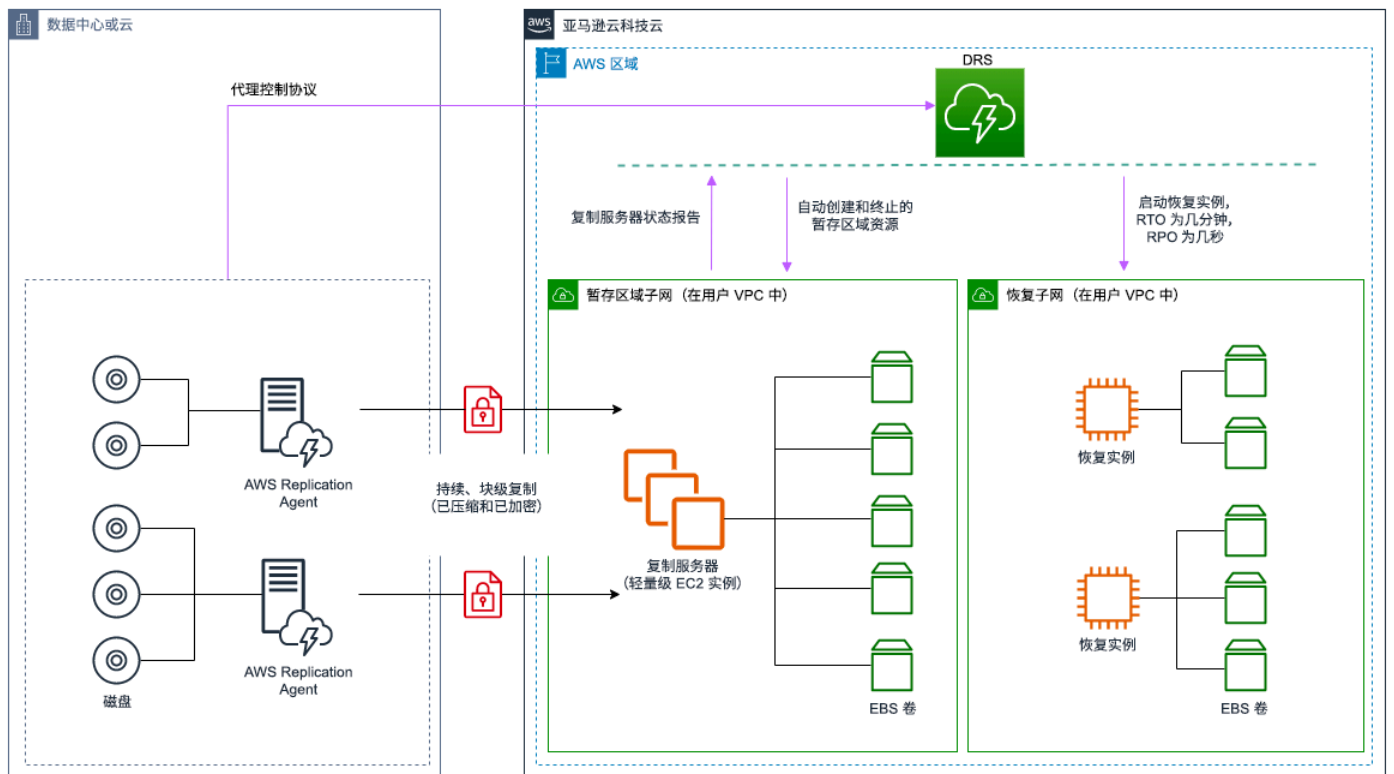 数据中心或云
aws
亚马逊云科技云
AWS 区域
DRS
代理控制协议
复制服务器状态报告
自动创建和终止的
暂存区域资源
启动恢复实例,
RTO 为几分钟,
RPO 为几秒
暂存区域子网（在用户 VPC 中）
恢复子网（在用户 VPC 中）
AWS Replication
Agent
持续、块级复制
（已压缩和已加密）
复制服务器
（轻量级 EC2 实例）
恢复实例
AWS Replication
Agent
恢复实例
磁盘
EBS 卷
EBS 卷